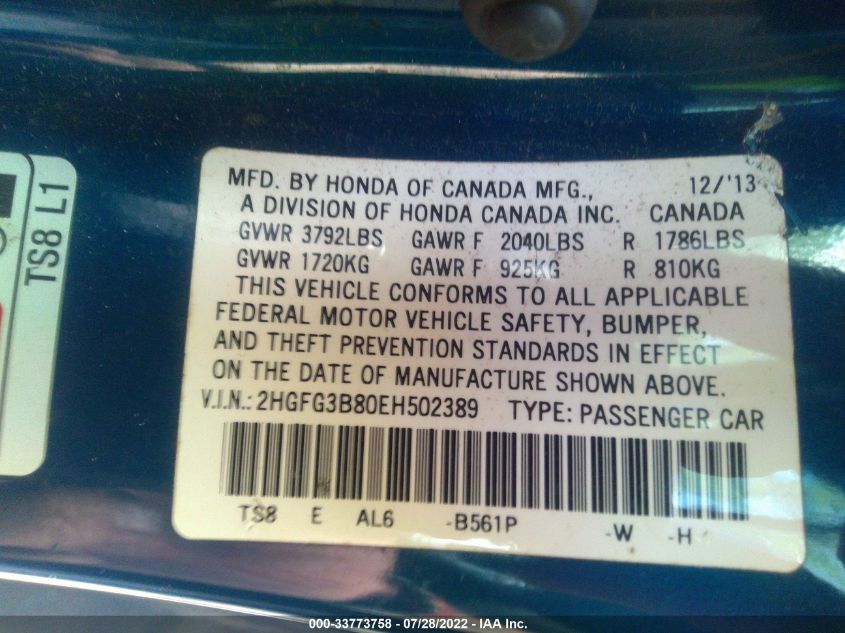 TS8 L1
MFD. BY HONDA OF CANADA MFG., 12/'13
A DIVISION OF HONDA CANADA INC. CANADA
GVWR 3792LBS GAWR F 2040LBS R 1786LBS
GVWR 1720KG GAWR F 925KG R 810KG
THIS VEHICLE CONFORMS TO ALL APPLICABLE
FEDERAL MOTOR VEHICLE SAFETY, BUMPER,
AND THEFT PREVENTION STANDARDS IN EFFECT
ON THE DATE OF MANUFACTURE SHOWN ABOVE.
V.I.N.: 2HGFG3B80EH502389 TYPE: PASSENGER CAR
TS8 E AL6 -B561P -W -H
000-33773758 - 07/28/2022 - IAA Inc.